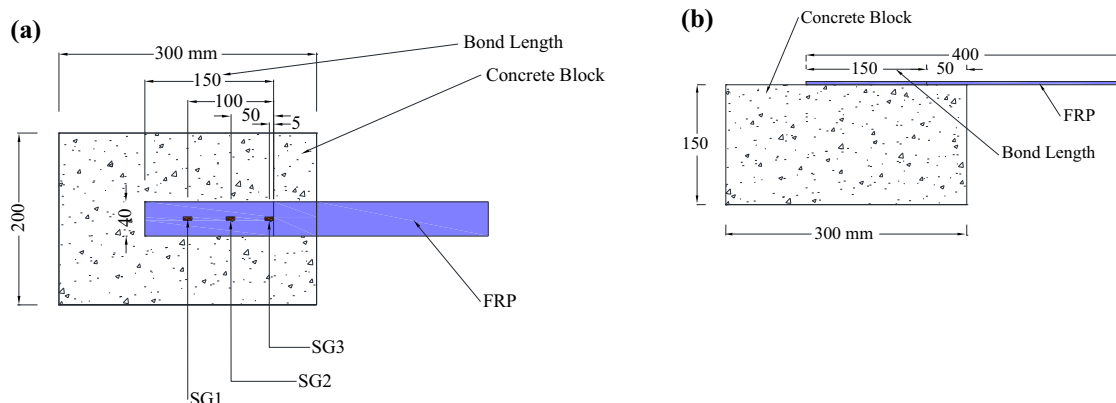 (a)
300 mm
Bond Length
150
Concrete Block
100
50
5
200
40
FRP
SG3
SG2
SG1
(b)
Concrete Block
400
150
50
FRP
150
Bond Length
300 mm